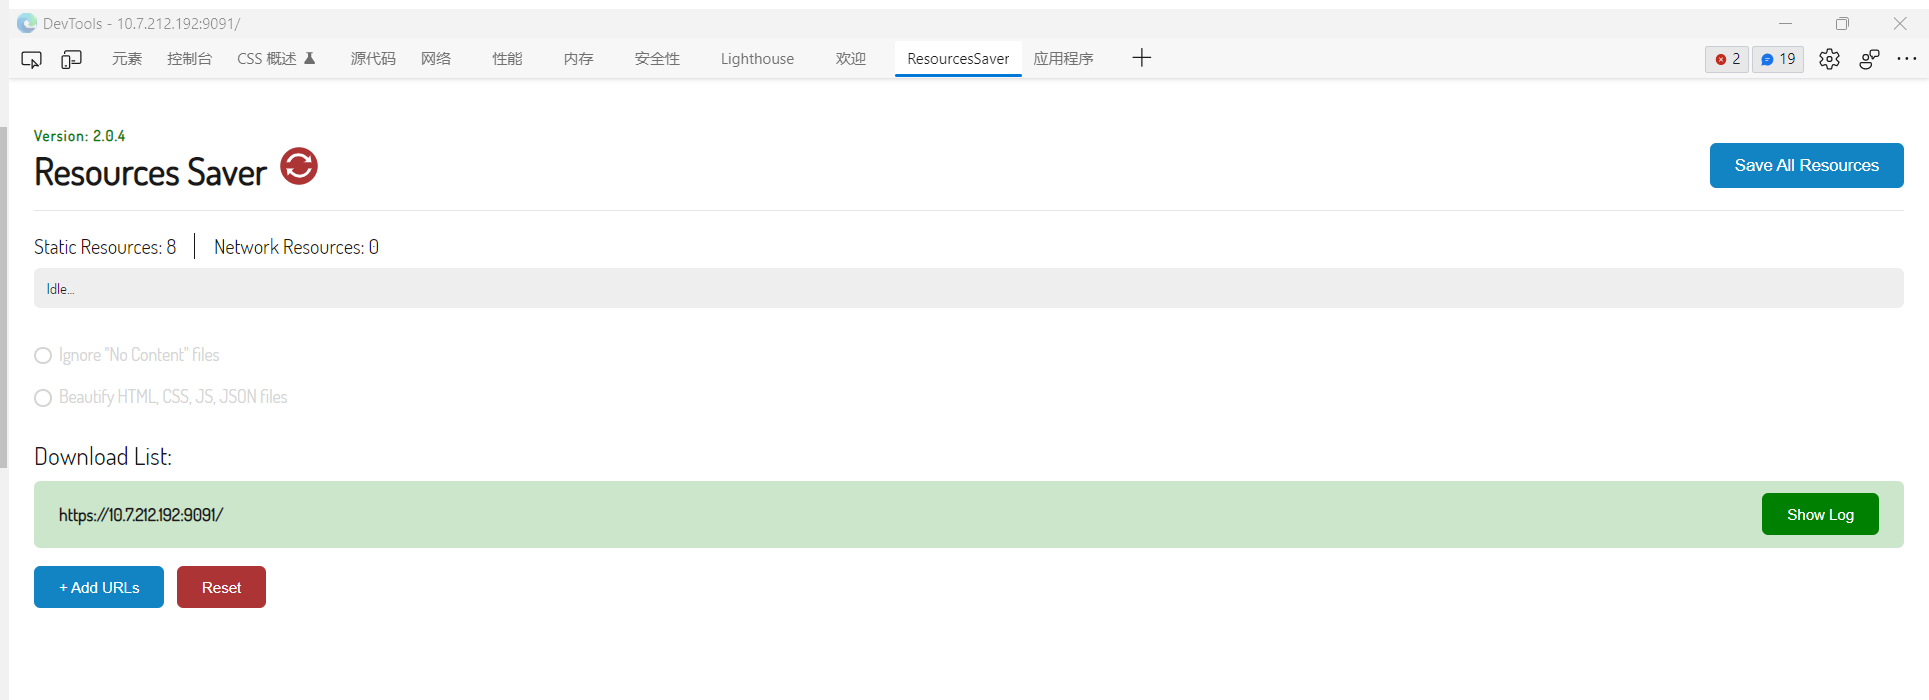 DevTools - 10.7.212.192:9091/
元素 控制台 CSS 概述 源代码 网络 性能 内存 安全性 Lighthouse 欢迎 ResourcesSaver 应用程序 2 19
Version: 2.0.4
Resources Saver
Save All Resources
Static Resources: 8 Network Resources: 0
Idle...
Ignore "No Content" files
Beautify HTML, CSS, JS, JSON files
Download List:
https://10.7.212.192:9091/ Show Log
+ Add URLs Reset